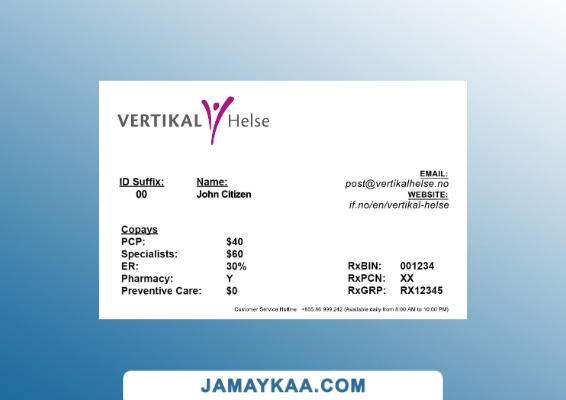 VERTIKAL Helse
EMAIL:
post@vertikalhelse.no
WEBSITE:
if.no/en/vertikal-helse
ID Suffix: Name:
00 John Citizen
Copays
PCP: $40
Specialists: $60
ER: 30% RxBIN: 001234
Pharmacy: Y RxPCN: XX
Preventive Care: $0 RxGRP: RX12345
Customer Service Hotline: +855 86 999 242 (Available daily from 8:00 AM to 10:00 PM)
JAMAYKAA.COM